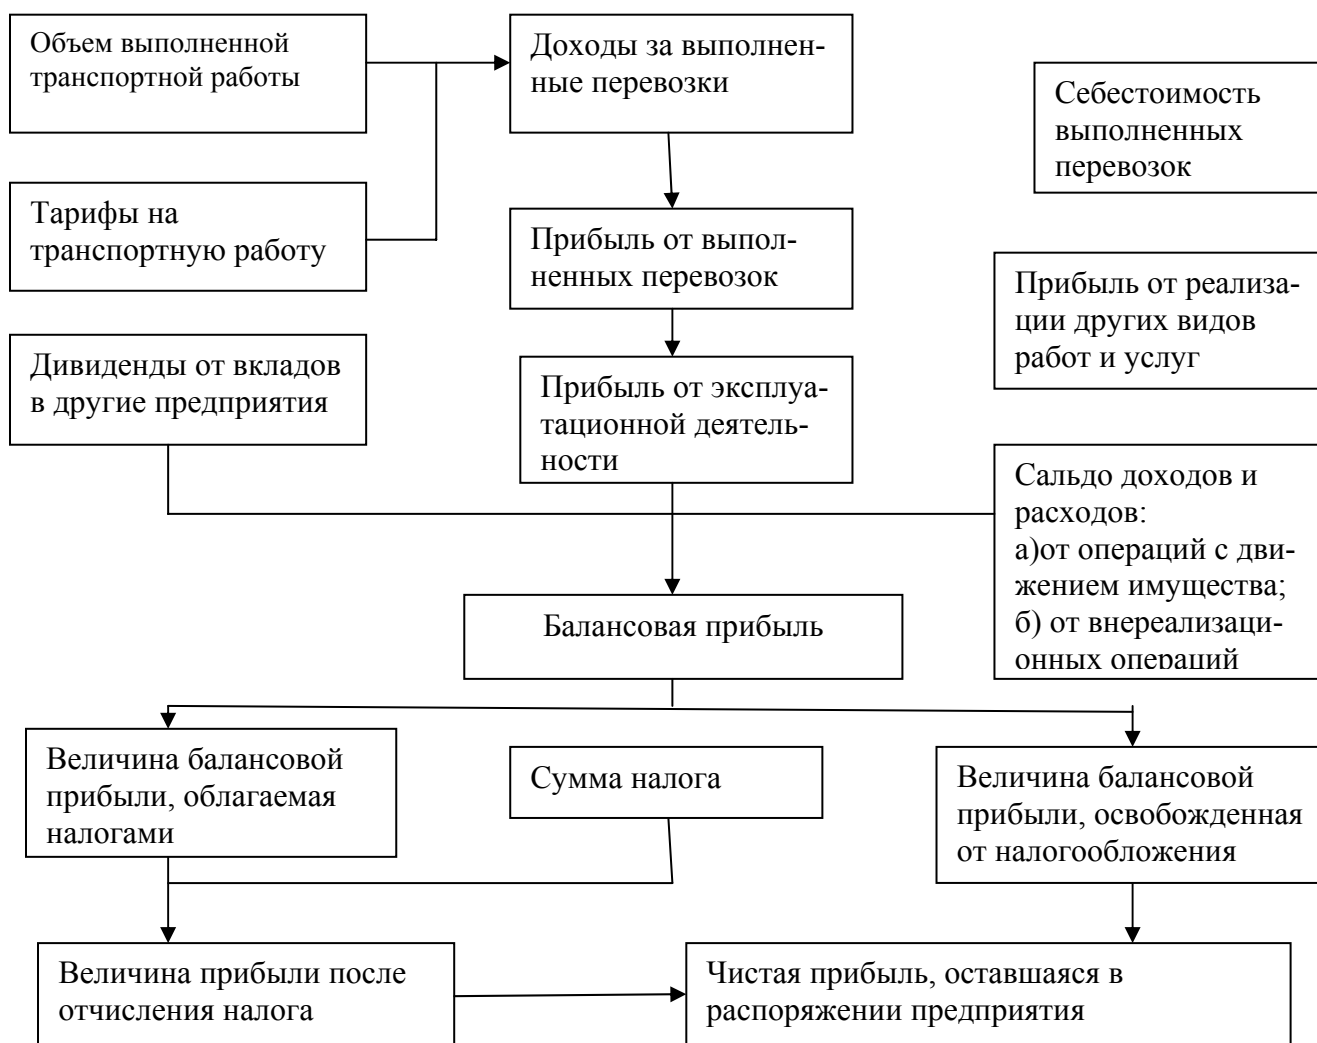 Объем выполненной
транспортной работы
Доходы за выполнен-
ные перевозки
Себестоимость
выполненных
перевозок
Тарифы на
транспортную работу
Прибыль от выпол-
ненных перевозок
Прибыль от реализа-
ции других видов
работ и услуг
Дивиденды от вкладов
в другие предприятия
Прибыль от эксплуа-
тационной деятель-
ности
Сальдо доходов и
расходов:
а)от операций с дви-
жением имущества;
б) от внереализаци-
онных операций
Балансовая прибыль
Величина балансовой
прибыли, облагаемая
налогами
Сумма налога
Величина балансовой
прибыли, освобожденная
от налогообложения
Величина прибыли после
отчисления налога
Чистая прибыль, оставшаяся в
распоряжении предприятия